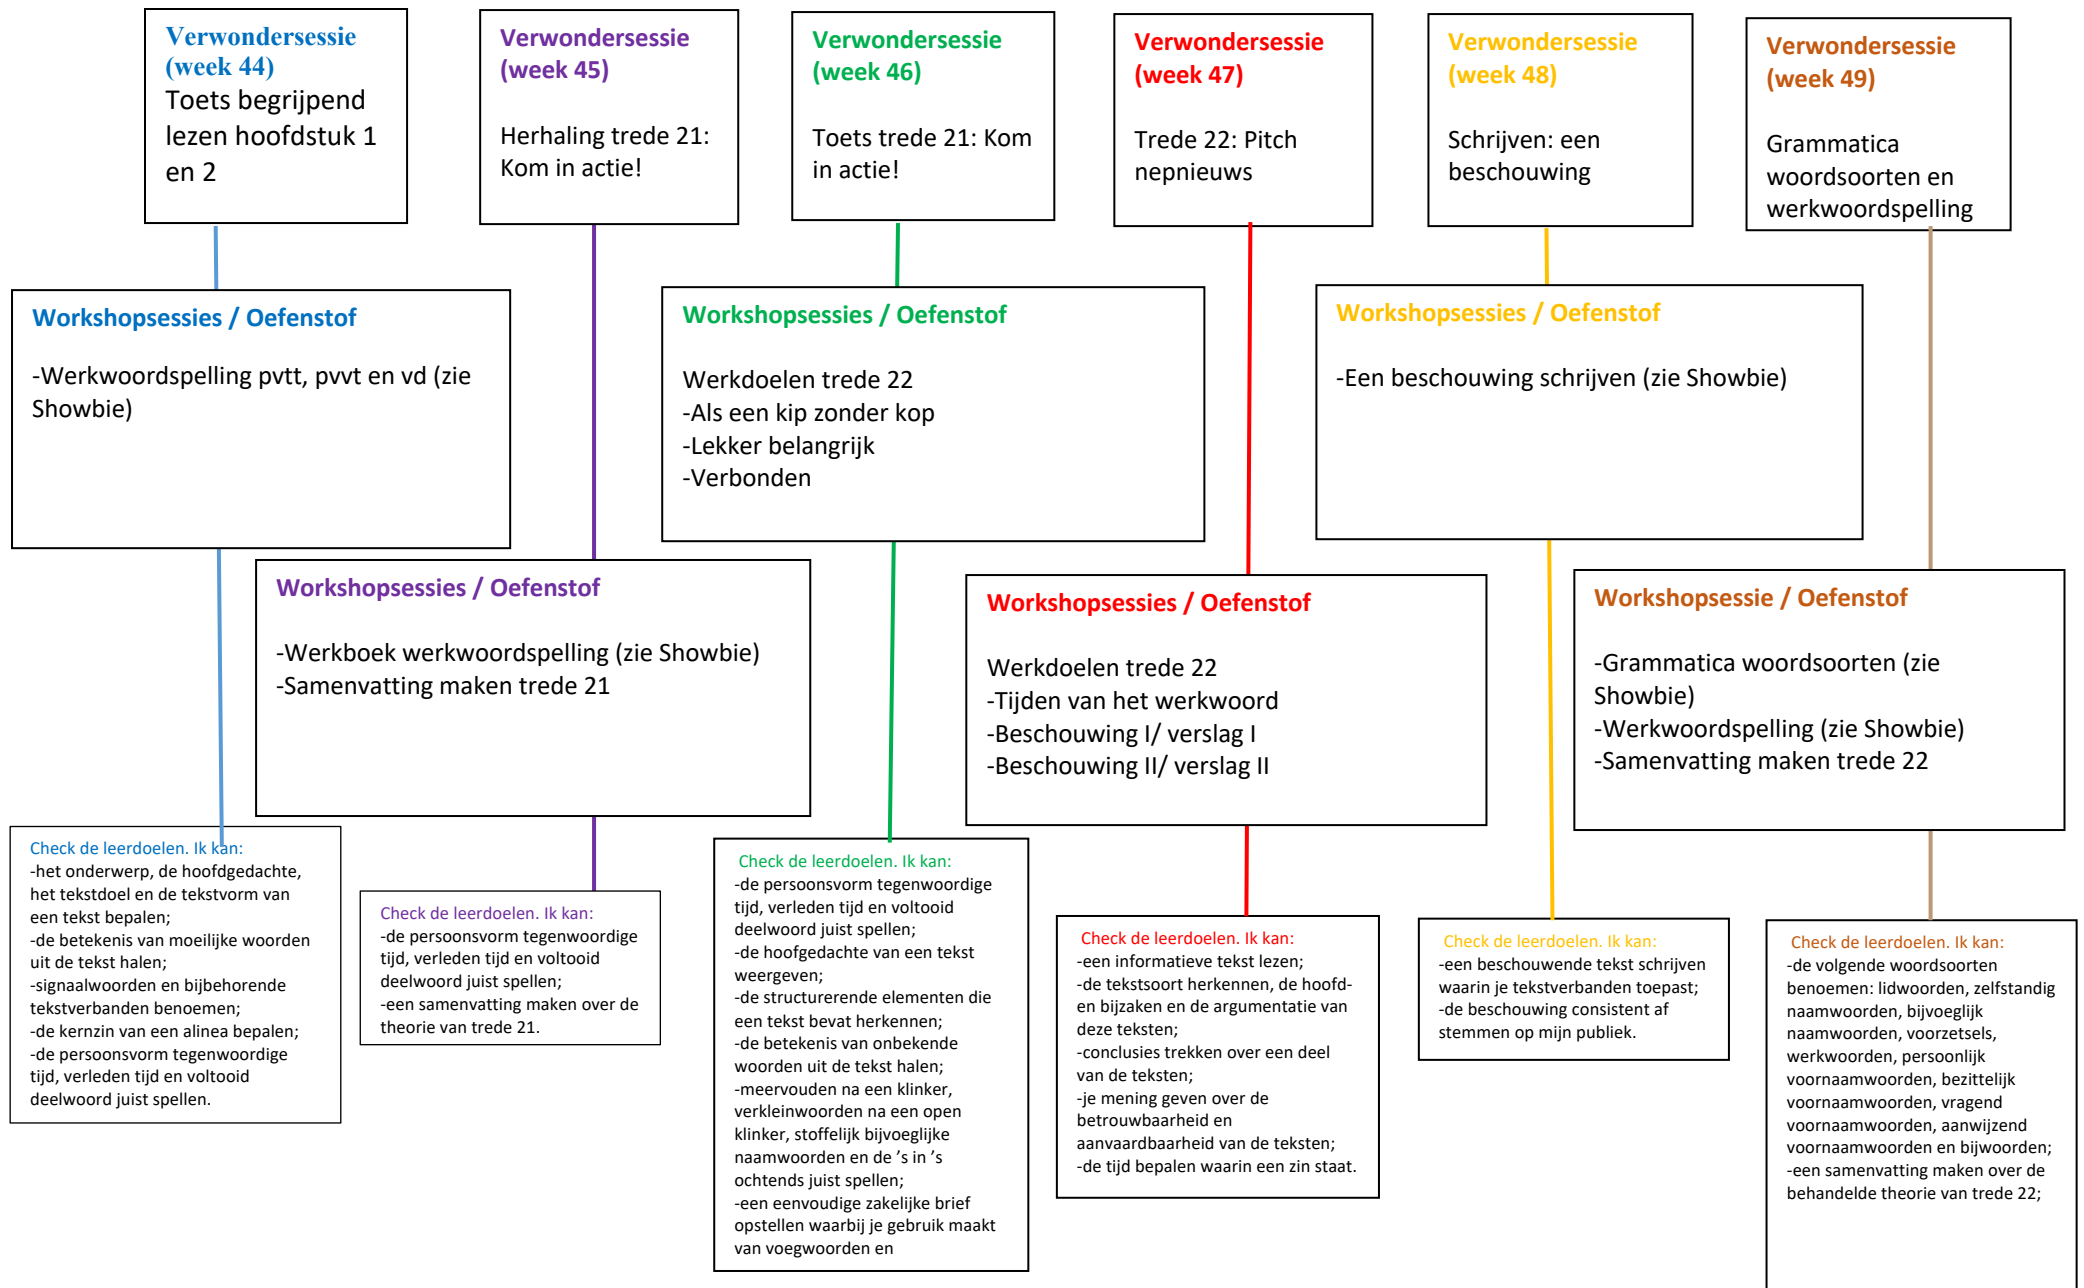 Verwondersessie
(week 44)
Toets begrijpend
lezen hoofdstuk 1
en 2
Verwondersessie
(week 45)
Herhaling trede 21:
Kom in actie!
Verwondersessie
(week 46)
Toets trede 21: Kom
in actie!
Verwondersessie
(week 47)
Trede 22: Pitch
nepnieuws
Verwondersessie
(week 48)
Schrijven: een
beschouwing
Verwondersessie
(week 49)
Grammatica
woordsoorten en
werkwoordspelling
Workshopsessies / Oefenstof
-Werkwoordspelling pvtt, pvvt en vd (zie
Showbie)
Workshopsessies / Oefenstof
Werkdoelen trede 22
-Als een kip zonder kop
-Lekker belangrijk
-Verbonden
Workshopsessies / Oefenstof
-Een beschouwing schrijven (zie Showbie)
Workshopsessies / Oefenstof
-Werkboek werkwoordspelling (zie Showbie)
-Samenvatting maken trede 21
Workshopsessies / Oefenstof
Werkdoelen trede 22
-Tijden van het werkwoord
-Beschouwing I/ verslag I
-Beschouwing II/ verslag II
Workshopsessie / Oefenstof
-Grammatica woordsoorten (zie
Showbie)
-Werkwoordspelling (zie Showbie)
-Samenvatting maken trede 22
Check de leerdoelen. Ik kan:
-het onderwerp, de hoofdgedachte,
het tekstdoel en de tekstvorm van
een tekst bepalen;
-de betekenis van moeilijke woorden
uit de tekst halen;
-signaalwoorden en bijbehorende
tekstverbanden benoemen;
-de kernzin van een alinea bepalen;
-de persoonsvorm tegenwoordige
tijd, verleden tijd en voltooid
deelwoord juist spellen.
Check de leerdoelen. Ik kan:
-de persoonsvorm tegenwoordige
tijd, verleden tijd en voltooid
deelwoord juist spellen;
-een samenvatting maken over de
theorie van trede 21.
Check de leerdoelen. Ik kan:
-de persoonsvorm tegenwoordige
tijd, verleden tijd en voltooid
deelwoord juist spellen;
-de hoofgedachte van een tekst
weergeven;
-de structurerende elementen die
een tekst bevat herkennen;
-de betekenis van onbekende
woorden uit de tekst halen;
-meervouden na een klinker,
verkleinwoorden na een open
klinker, stoffelijk bijvoeglijke
naamwoorden en de ’s in ’s
ochtends juist spellen;
-een eenvoudige zakelijke brief
opstellen waarbij je gebruik maakt
van voegwoorden en
Check de leerdoelen. Ik kan:
-een informatieve tekst lezen;
-de tekstsoort herkennen, de hoofd-
en bijzaken en de argumentatie van
deze teksten;
-conclusies trekken over een deel
van de teksten;
-je mening geven over de
betrouwbaarheid en
aanvaardbaarheid van de teksten;
-de tijd bepalen waarin een zin staat.
Check de leerdoelen. Ik kan:
-een beschouwende tekst schrijven
waarin je tekstverbanden toepast;
-de beschouwing consistent af
stemmen op mijn publiek.
Check de leerdoelen. Ik kan:
-de volgende woordsoorten
benoemen: lidwoorden, zelfstandig
naamwoorden, bijvoeglijk
naamwoorden, voorzetsels,
werkwoorden, persoonlijk
voornaamwoorden, bezittelijk
voornaamwoorden, vragend
voornaamwoorden, aanwijzend
voornaamwoorden en bijwoorden;
-een samenvatting maken over de
behandelde theorie van trede 22;